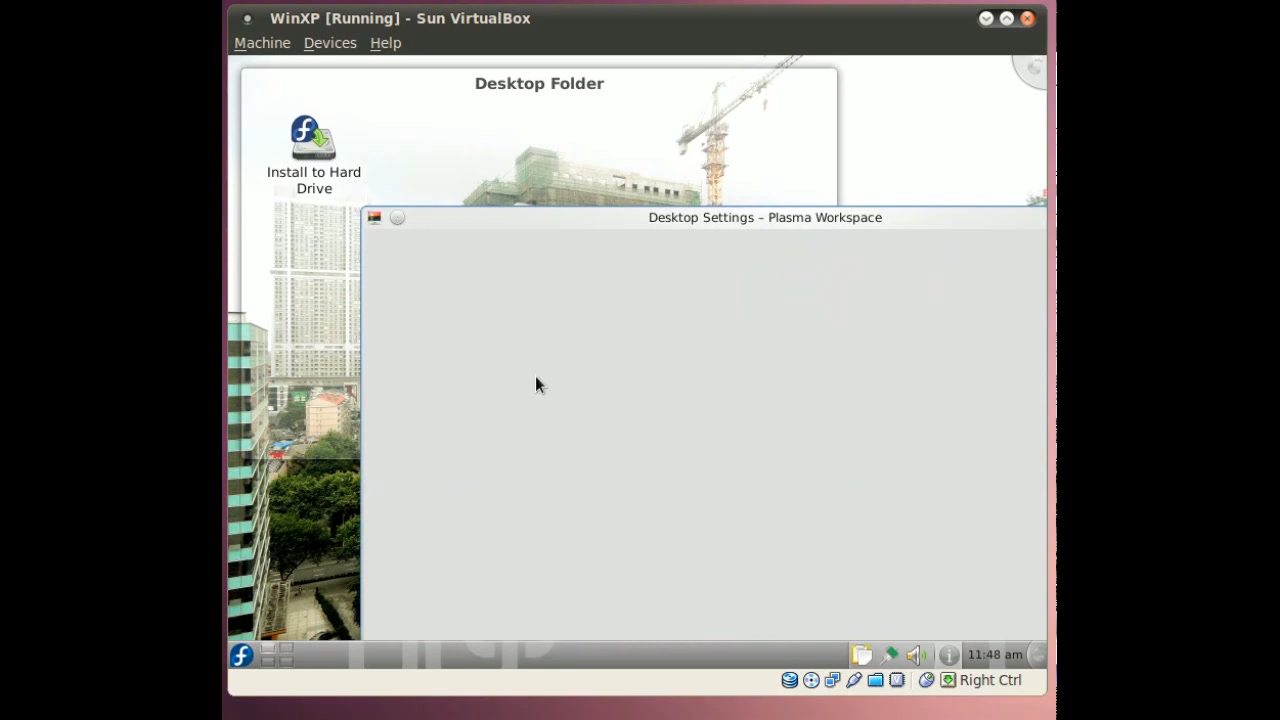 WinXP [Running] - Sun VirtualBox
Machine Devices Help
Desktop Folder
Install to Hard
Drive
Desktop Settings – Plasma Workspace
11:48 am
Right Ctrl